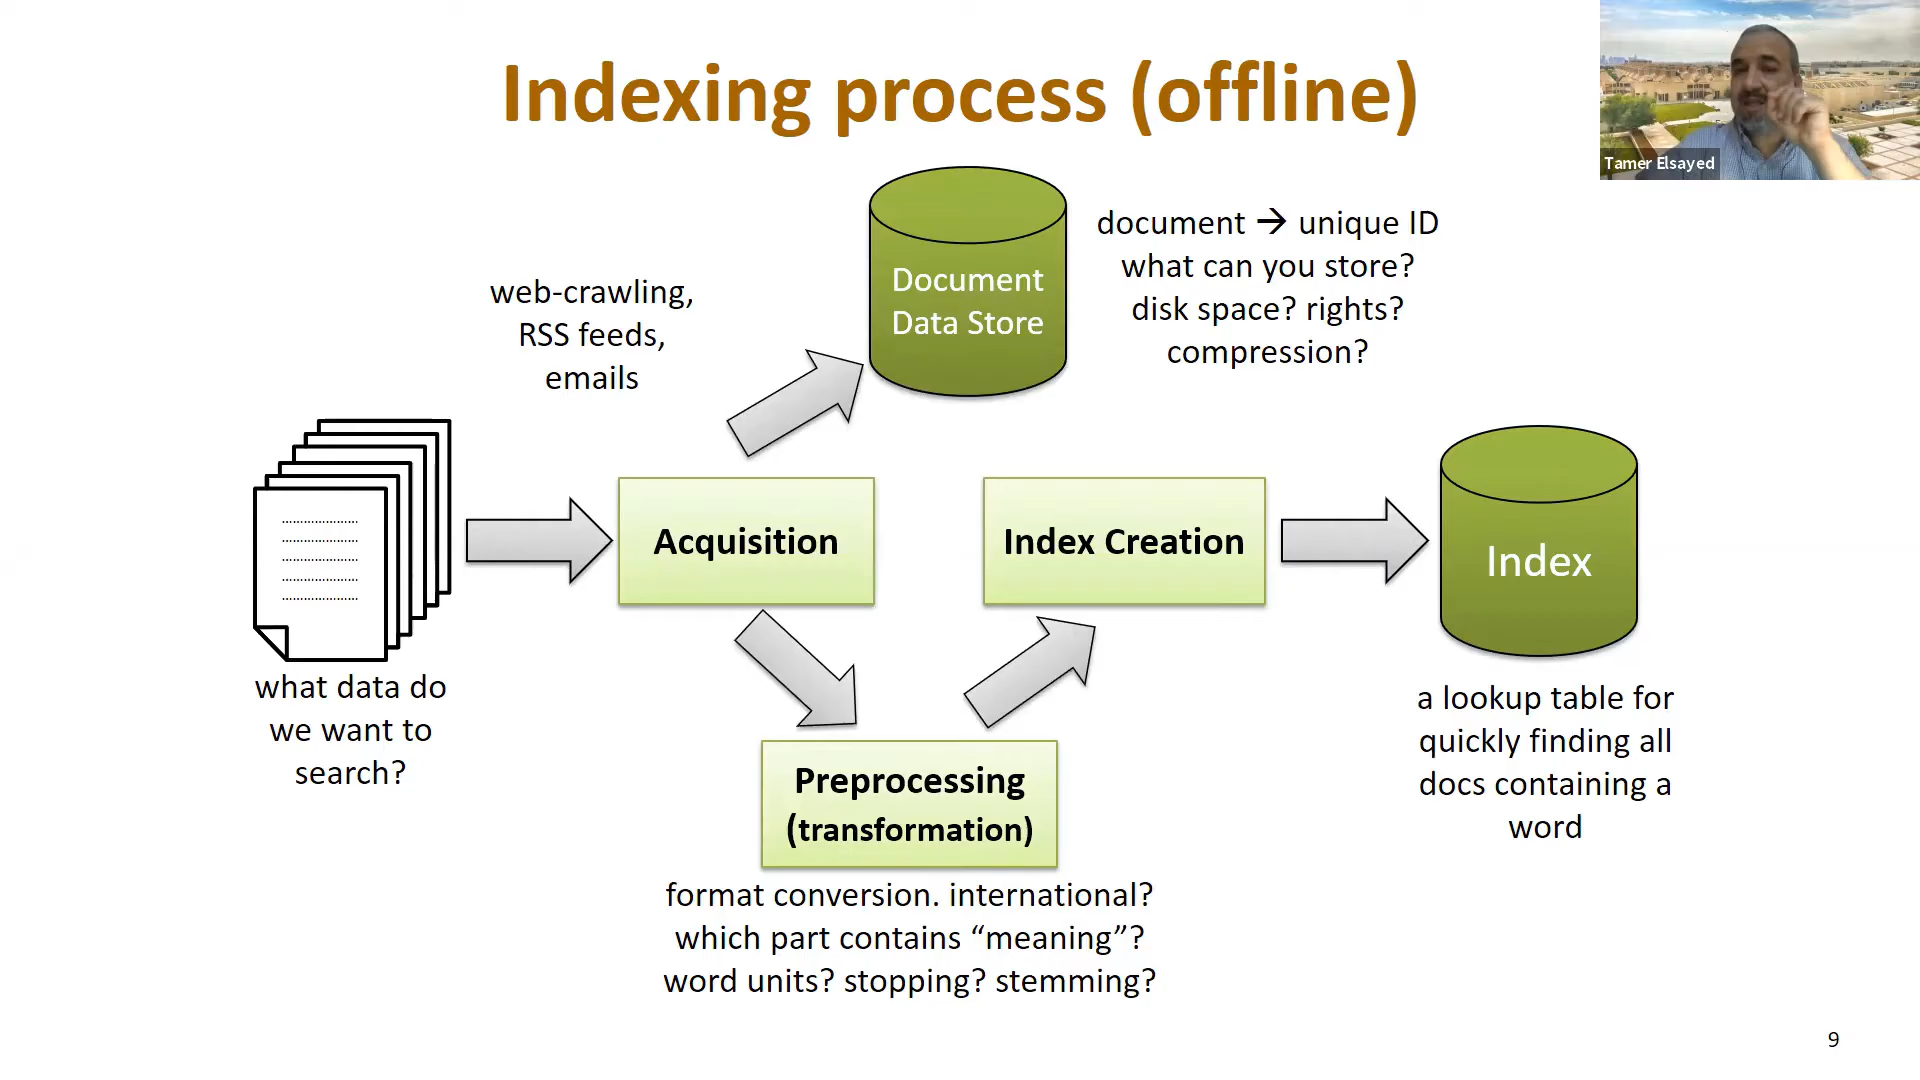 Indexing process (offline)
Tamer Elsayed
document → unique ID
what can you store?
disk space? rights?
compression?
Document
Data Store
web-crawling,
RSS feeds,
emails
Acquisition
Index Creation
Index
what data do
we want to
search?
a lookup table for
quickly finding all
docs containing a
word
Preprocessing
(transformation)
format conversion. international?
which part contains “meaning”?
word units? stopping? stemming?
9